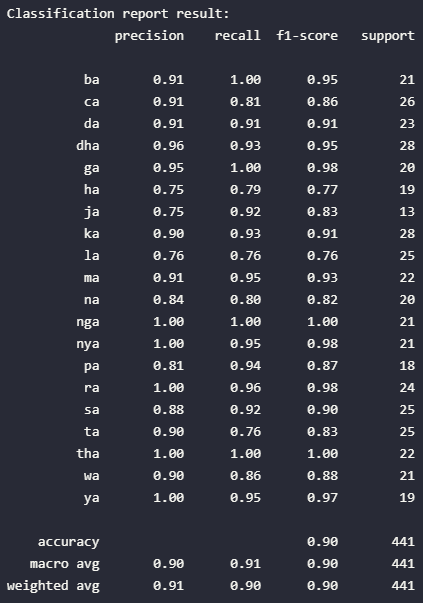 Classification report result:
precision recall f1-score support
ba 0.91 1.00 0.95 21
ca 0.91 0.81 0.86 26
da 0.91 0.91 0.91 23
dha 0.96 0.93 0.95 28
ga 0.95 1.00 0.98 20
ha 0.75 0.79 0.77 19
ja 0.75 0.92 0.83 13
ka 0.90 0.93 0.91 28
la 0.76 0.76 0.76 25
ma 0.91 0.95 0.93 22
na 0.84 0.80 0.82 20
nga 1.00 1.00 1.00 21
nya 1.00 0.95 0.98 21
pa 0.81 0.94 0.87 18
ra 1.00 0.96 0.98 24
sa 0.88 0.92 0.90 25
ta 0.90 0.76 0.83 25
tha 1.00 1.00 1.00 22
wa 0.90 0.86 0.88 21
ya 1.00 0.95 0.97 19
accuracy 0.90 441
macro avg 0.90 0.91 0.90 441
weighted avg 0.91 0.90 0.90 441